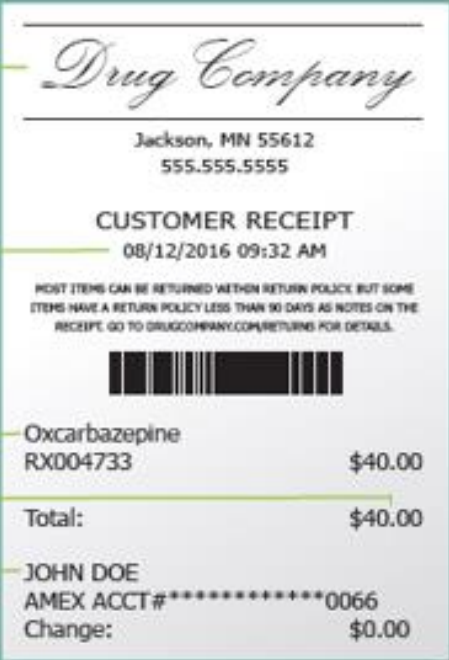 Drug Company
Jackson, MN 55612
555.555.5555
CUSTOMER RECEIPT
08/12/2016 09:32 AM
MOST ITEMS CAN BE RETURNED WITHIN RETURN POLICY. BUT SOME
ITEMS HAVE A RETURN POLICY LESS THAN 90 DAYS AS NOTES ON THE
RECEIPT. GO TO DRUGCOMPANY.COM/RETURNS FOR DETAILS.
Oxcarbazepine
RX004733 $40.00
Total: $40.00
JOHN DOE
AMEX ACCT#************0066
Change: $0.00